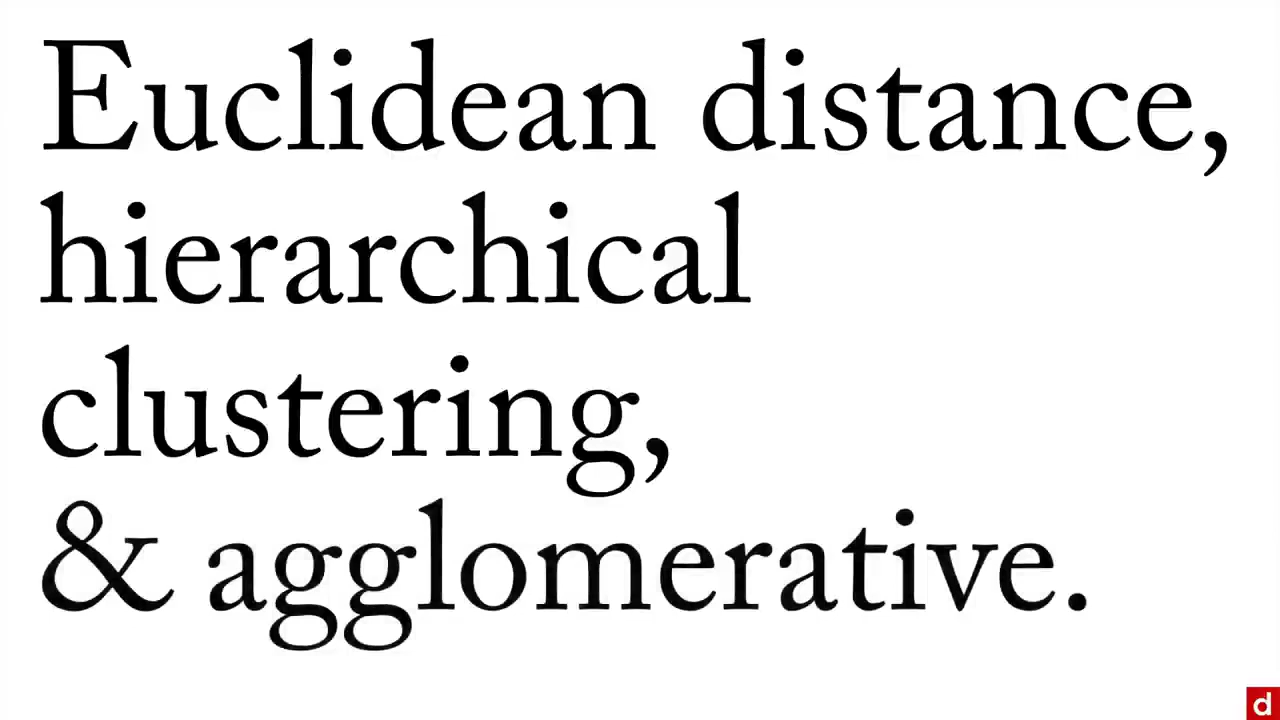 Euclidean distance,
hierarchical
clustering,
& agglomerative.
d